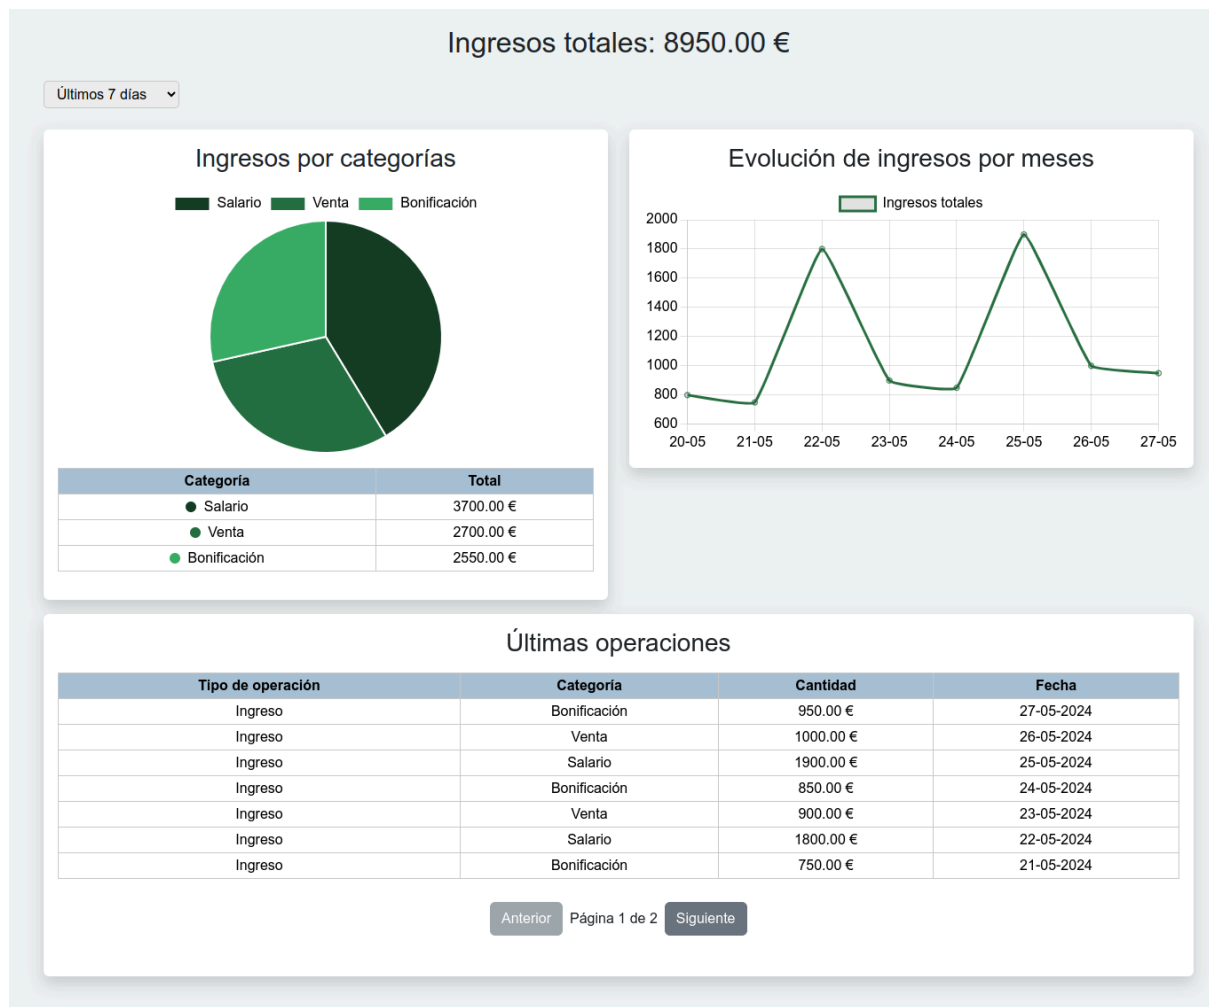 Ingresos totales: 8950.00 €
Últimos 7 días
Ingresos por categorías
Salario Venta Bonificación
Categoría Total
Salario 3700.00 €
Venta 2700.00 €
Bonificación 2550.00 €
Evolución de ingresos por meses
Ingresos totales
2000
1800
1600
1400
1200
1000
800
600
20-05 21-05 22-05 23-05 24-05 25-05 26-05 27-05
Últimas operaciones
Tipo de operación Categoría Cantidad Fecha
Ingreso Bonificación 950.00 € 27-05-2024
Ingreso Venta 1000.00 € 26-05-2024
Ingreso Salario 1900.00 € 25-05-2024
Ingreso Bonificación 850.00 € 24-05-2024
Ingreso Venta 900.00 € 23-05-2024
Ingreso Salario 1800.00 € 22-05-2024
Ingreso Bonificación 750.00 € 21-05-2024
Anterior Página 1 de 2 Siguiente